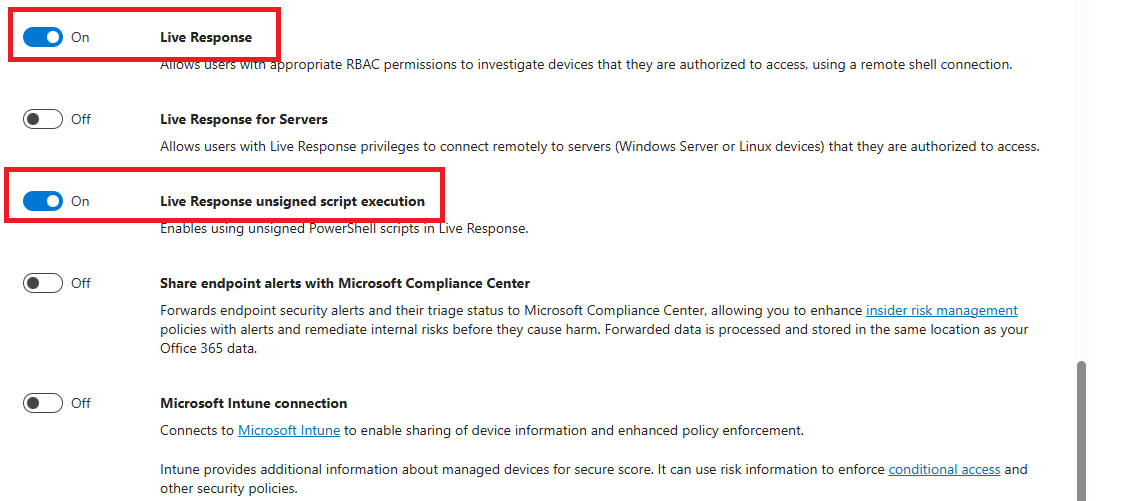 On Live Response
Allows users with appropriate RBAC permissions to investigate devices that they are authorized to access, using a remote shell connection.
Off Live Response for Servers
Allows users with Live Response privileges to connect remotely to servers (Windows Server or Linux devices) that they are authorized to access.
On Live Response unsigned script execution
Enables using unsigned PowerShell scripts in Live Response.
Off Share endpoint alerts with Microsoft Compliance Center
Forwards endpoint security alerts and their triage status to Microsoft Compliance Center, allowing you to enhance insider risk management
policies with alerts and remediate internal risks before they cause harm. Forwarded data is processed and stored in the same location as your
Office 365 data.
Off Microsoft Intune connection
Connects to Microsoft Intune to enable sharing of device information and enhanced policy enforcement.
Intune provides additional information about managed devices for secure score. It can use risk information to enforce conditional access and
other security policies.